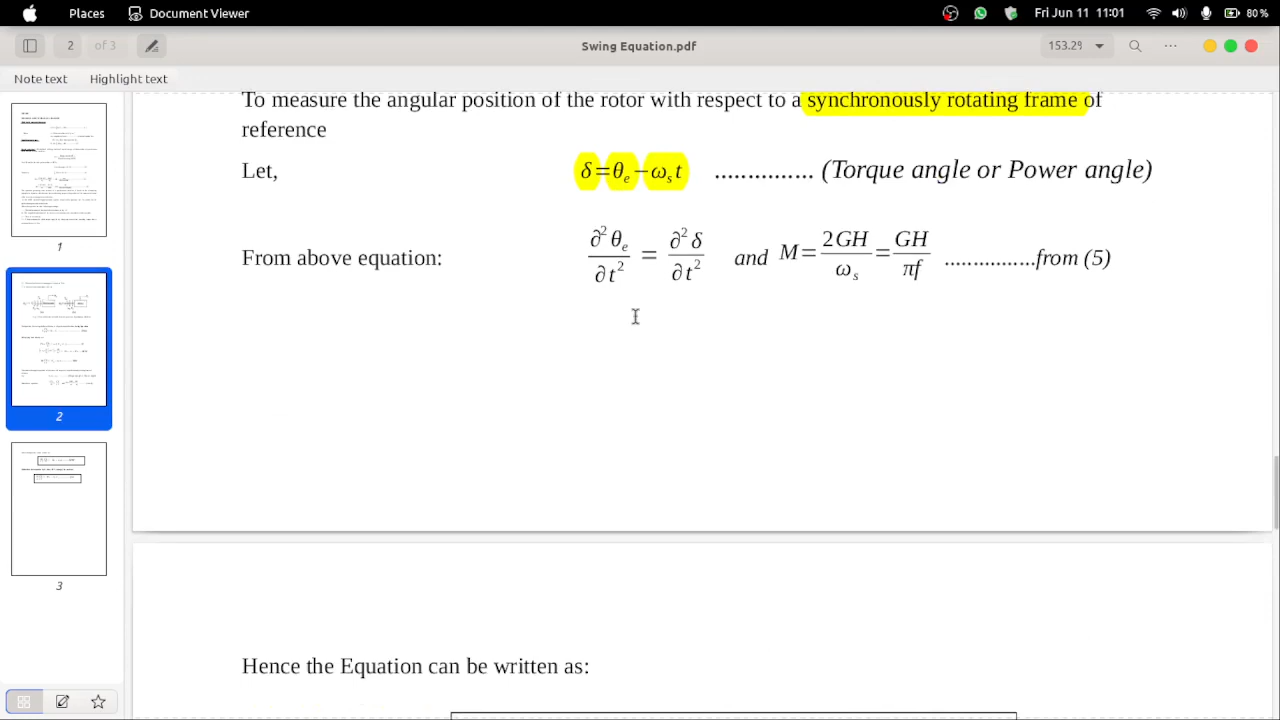 Places Document Viewer Fri Jun 11 11:01 80%
2 of 3 Swing Equation.pdf 153.29
Note text Highlight text
To measure the angular position of the rotor with respect to a synchronously rotating frame of
reference
Let, δ=θₑ−ωₛt ............... (Torque angle or Power angle)
From above equation: ∂²θₑ/∂t² = ∂²δ/∂t² and M=2GH/ωₛ=GH/πf ................from (5)
Hence the Equation can be written as:
1
2
3